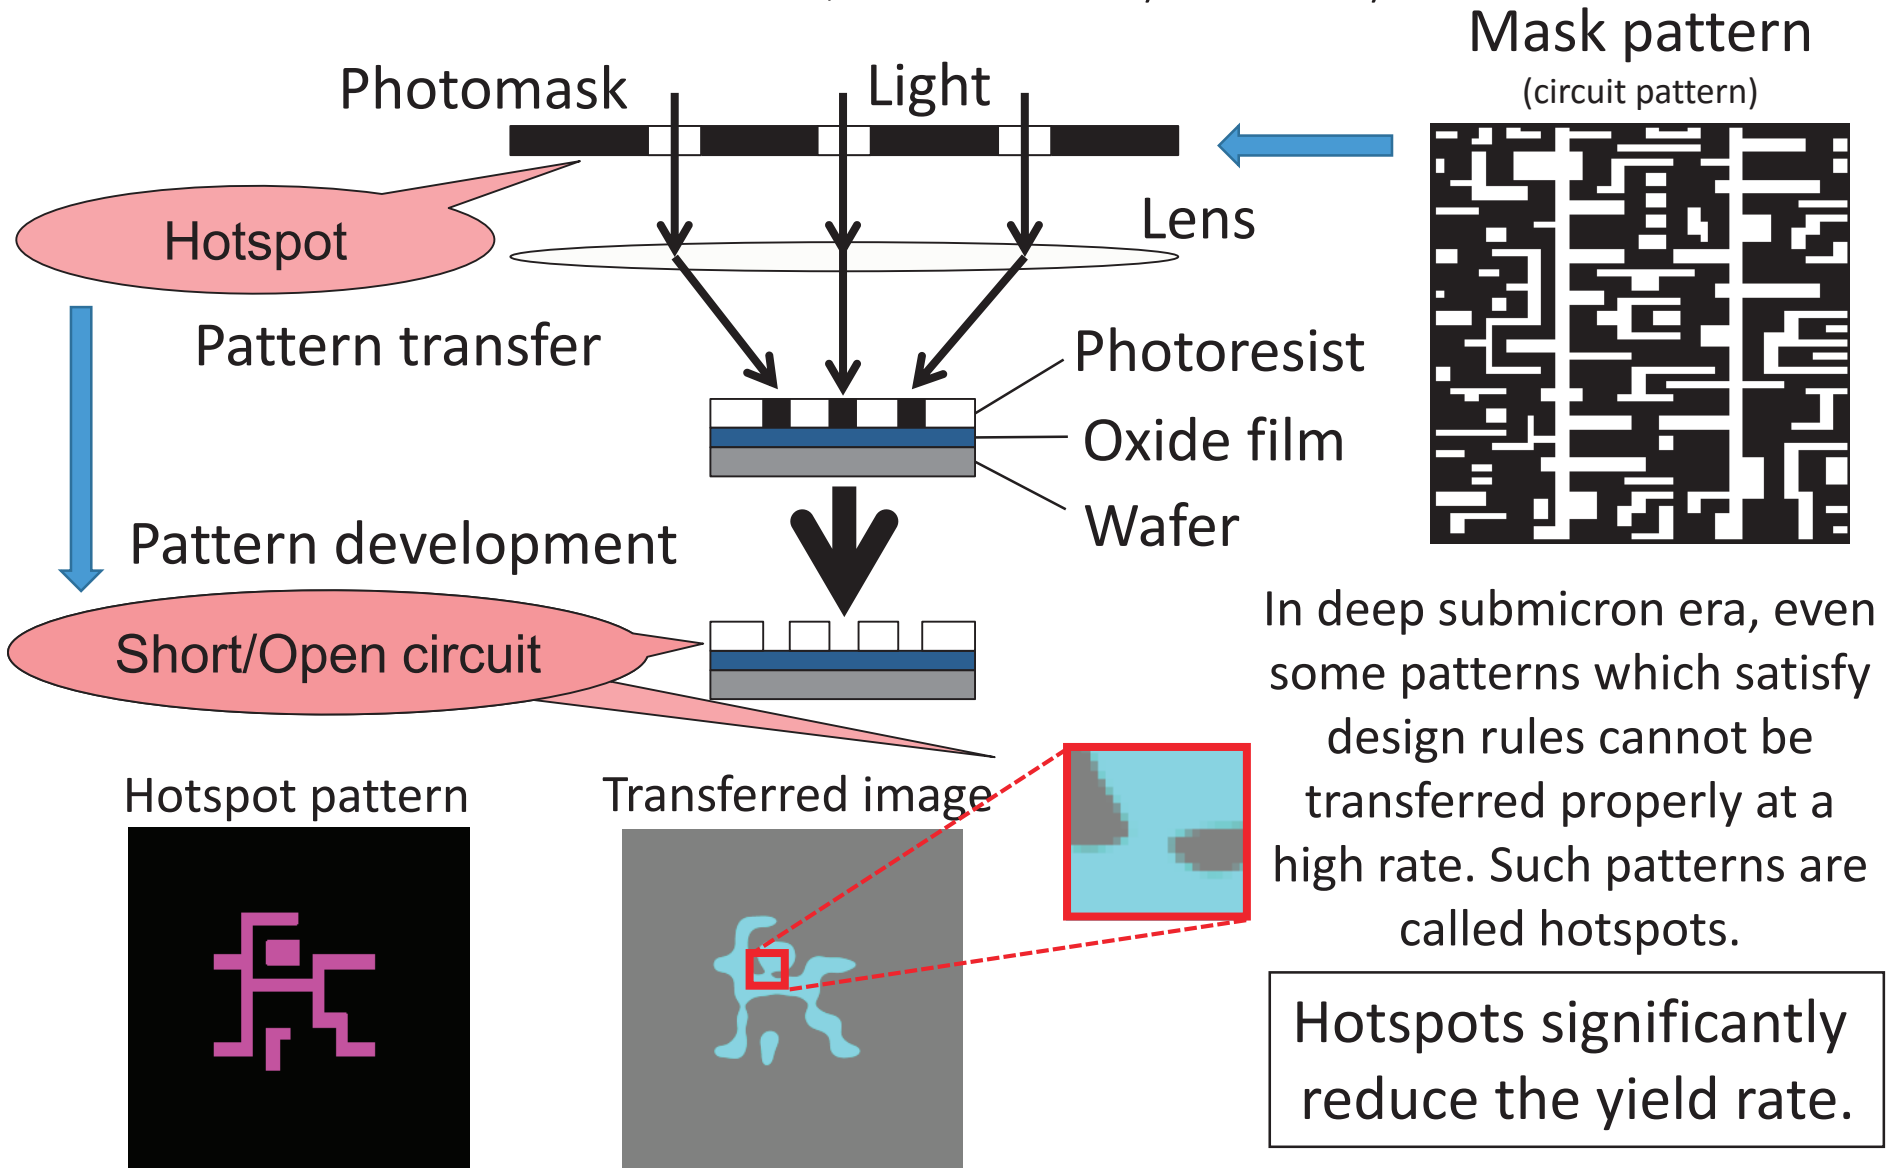 Mask pattern
(circuit pattern)
Photomask
Light
Hotspot
Lens
Pattern transfer
Photoresist
Oxide film
Wafer
Pattern development
Short/Open circuit
In deep submicron era, even
some patterns which satisfy
design rules cannot be
transferred properly at a
high rate. Such patterns are
called hotspots.
Hotspot pattern
Transferred image
Hotspots significantly
reduce the yield rate.